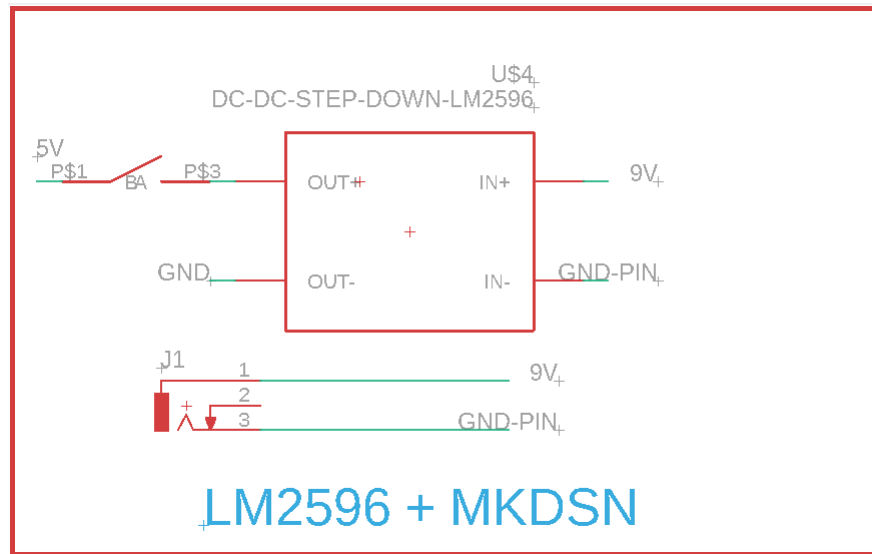 U$4
DC-DC-STEP-DOWN-LM2596
5V
P$1 BA P$3 OUT+ IN+ 9V
GND OUT- IN- GND-PIN
J1
1 9V
2
3 GND-PIN
LM2596 + MKDSN